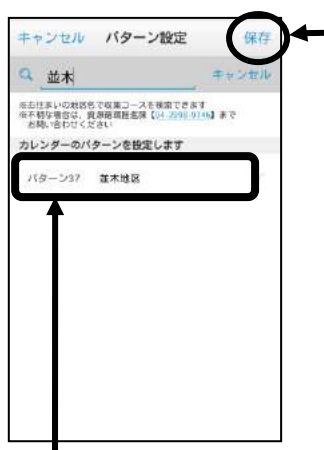 キャンセル パターン設定 保存
並木 キャンセル
※お住まいの地区名で収集コースを検索できます
※不明な場合は、資源循環推進課【04-2998-9146】まで
お問い合わせください
カレンダーのパターンを設定します
パターン37 並木地区